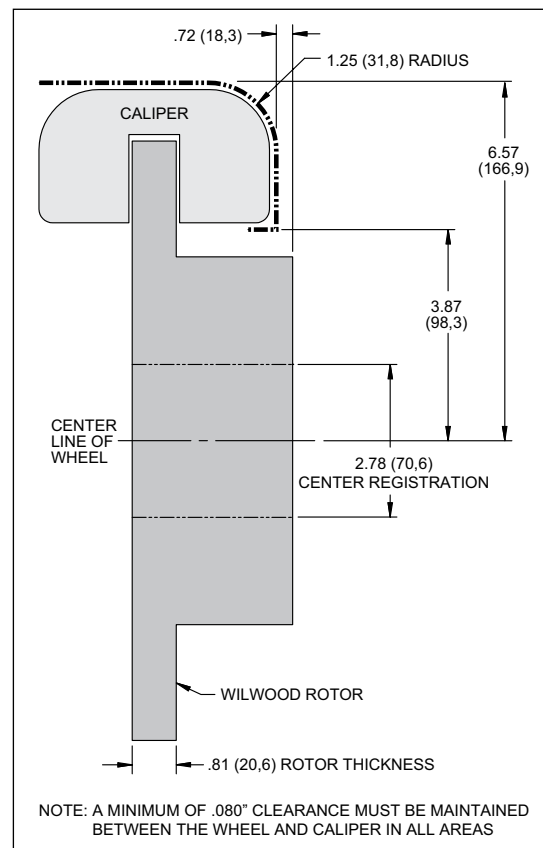 .72 (18,3)
1.25 (31,8) RADIUS
CALIPER
6.57
(166,9)
3.87
(98,3)
CENTER
LINE OF
WHEEL
2.78 (70,6)
CENTER REGISTRATION
WILWOOD ROTOR
.81 (20,6) ROTOR THICKNESS
NOTE: A MINIMUM OF .080" CLEARANCE MUST BE MAINTAINED
BETWEEN THE WHEEL AND CALIPER IN ALL AREAS